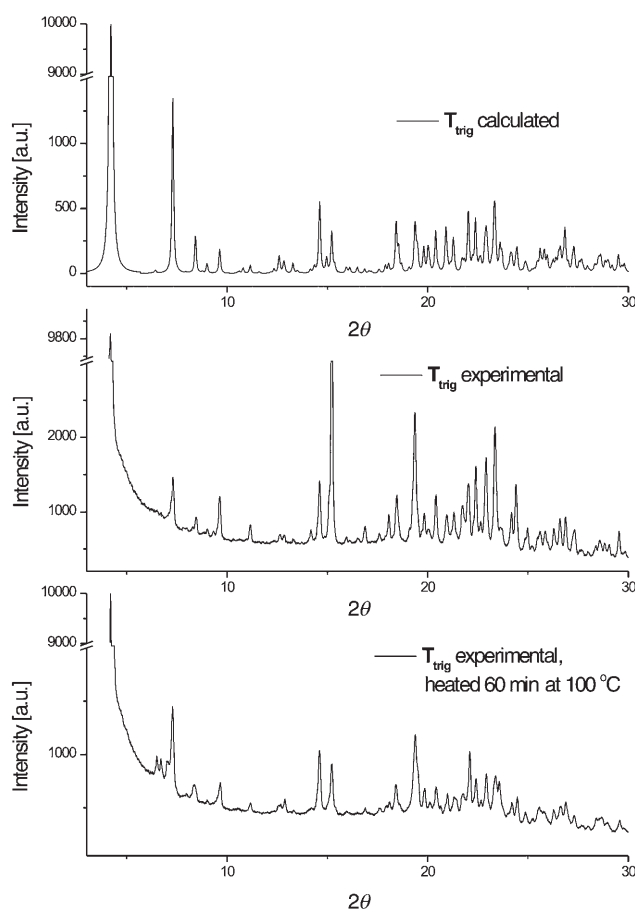 10000
9000
T_trig calculated
1000
500
0
Intensity [a.u.]
10 20 30
2θ
9800
T_trig experimental
2000
1000
Intensity [a.u.]
10 20 30
2θ
10000
9000
T_trig experimental,
heated 60 min at 100 °C
1000
Intensity [a.u.]
10 20 30
2θ